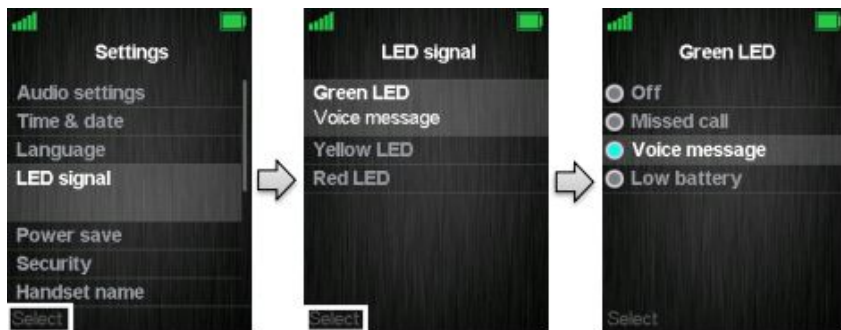 Settings
Audio settings
Time & date
Language
LED signal
Power save
Security
Handset name
Select
LED signal
Green LED
Voice message
Yellow LED
Red LED
Select
Green LED
Off
Missed call
Voice message
Low battery
Select